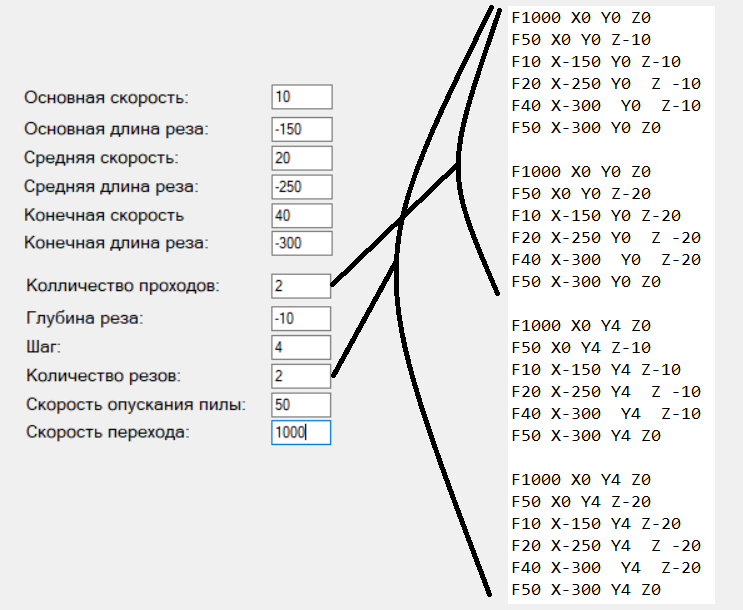 Основная скорость: 10
Основная длина реза: -150
Средняя скорость: 20
Средняя длина реза: -250
Конечная скорость 40
Конечная длина реза: -300
Колличество проходов: 2
Глубина реза: -10
Шаг: 4
Количество резов: 2
Скорость опускания пилы: 50
Скорость перехода: 1000
F1000 X0 Y0 Z0
F50 X0 Y0 Z-10
F10 X-150 Y0 Z-10
F20 X-250 Y0  Z -10
F40 X-300  Y0  Z-10
F50 X-300 Y0 Z0
F1000 X0 Y0 Z0
F50 X0 Y0 Z-20
F10 X-150 Y0 Z-20
F20 X-250 Y0  Z -20
F40 X-300  Y0  Z-20
F50 X-300 Y0 Z0
F1000 X0 Y4 Z0
F50 X0 Y4 Z-10
F10 X-150 Y4 Z-10
F20 X-250 Y4  Z -10
F40 X-300  Y4  Z-10
F50 X-300 Y4 Z0
F1000 X0 Y4 Z0
F50 X0 Y4 Z-20
F10 X-150 Y4 Z-20
F20 X-250 Y4  Z -20
F40 X-300  Y4  Z-20
F50 X-300 Y4 Z0